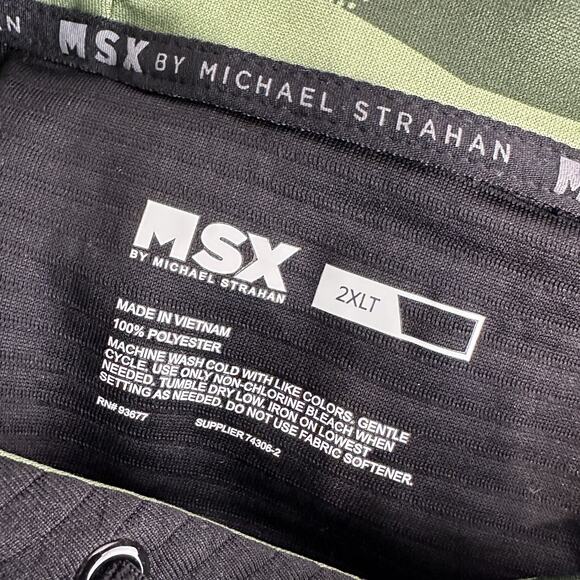 AN MSX BY MICHAEL STRAHAN
MSX
BY MICHAEL STRAHAN
2XLT
MADE IN VIETNAM
100% POLYESTER
MACHINE WASH COLD WITH LIKE COLORS, GENTLE
CYCLE. USE ONLY NON-CHLORINE BLEACH WHEN
NEEDED. TUMBLE DRY LOW. IRON ON LOWEST
SETTING AS NEEDED. DO NOT USE FABRIC SOFTENER.
RN# 93677
SUPPLIER 74308-2